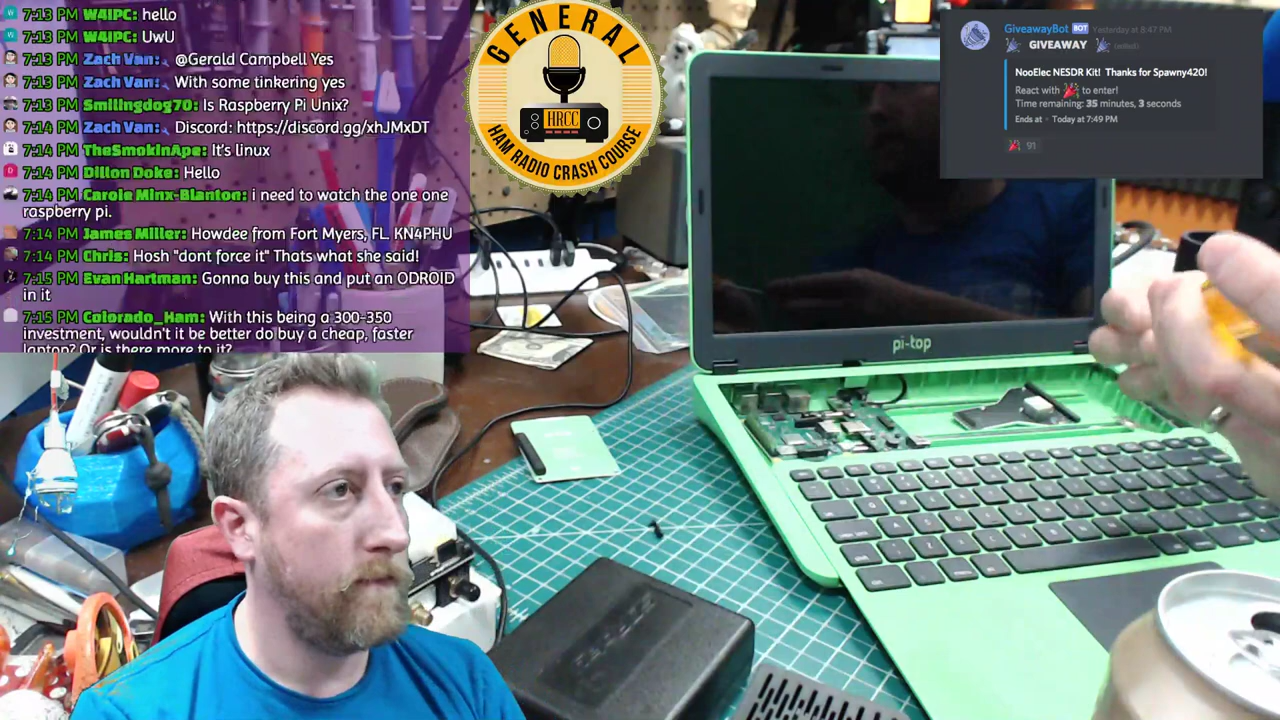 7:13 PM W4IPC: hello
7:13 PM W4IPC: UwU
7:13 PM Zach Van: @Gerald Campbell Yes
7:13 PM Zach Van: With some tinkering yes
7:13 PM Smilingdog70: Is Raspberry Pi Unix?
7:14 PM Zach Van: Discord: https://discord.gg/xhJMxDT
7:14 PM TheSmokinApe: It's linux
7:14 PM Dillon Doke: Hello
7:14 PM Carole Minx-Blanton: i need to watch the one one
raspberry pi.
7:14 PM James Miller: Howdee from Fort Myers, FL. KN4PHU
7:14 PM Chris: Hosh "dont force it" Thats what she said!
7:15 PM Evan Hartman: Gonna buy this and put an ODROID
in it
7:15 PM Colorado_Ham: With this being a 300-350
investment, wouldn't it be better do buy a cheap, faster
laptop? Or is there more to it?
GENERAL
HRCC
HAM RADIO CRASH COURSE
GiveawayBot BOT Yesterday at 8:47 PM
GIVEAWAY (edited)
NooElec NESDR Kit! Thanks for Spawny420!
React with to enter!
Time remaining: 35 minutes, 3 seconds
Ends at • Today at 7:49 PM
91
pi-top